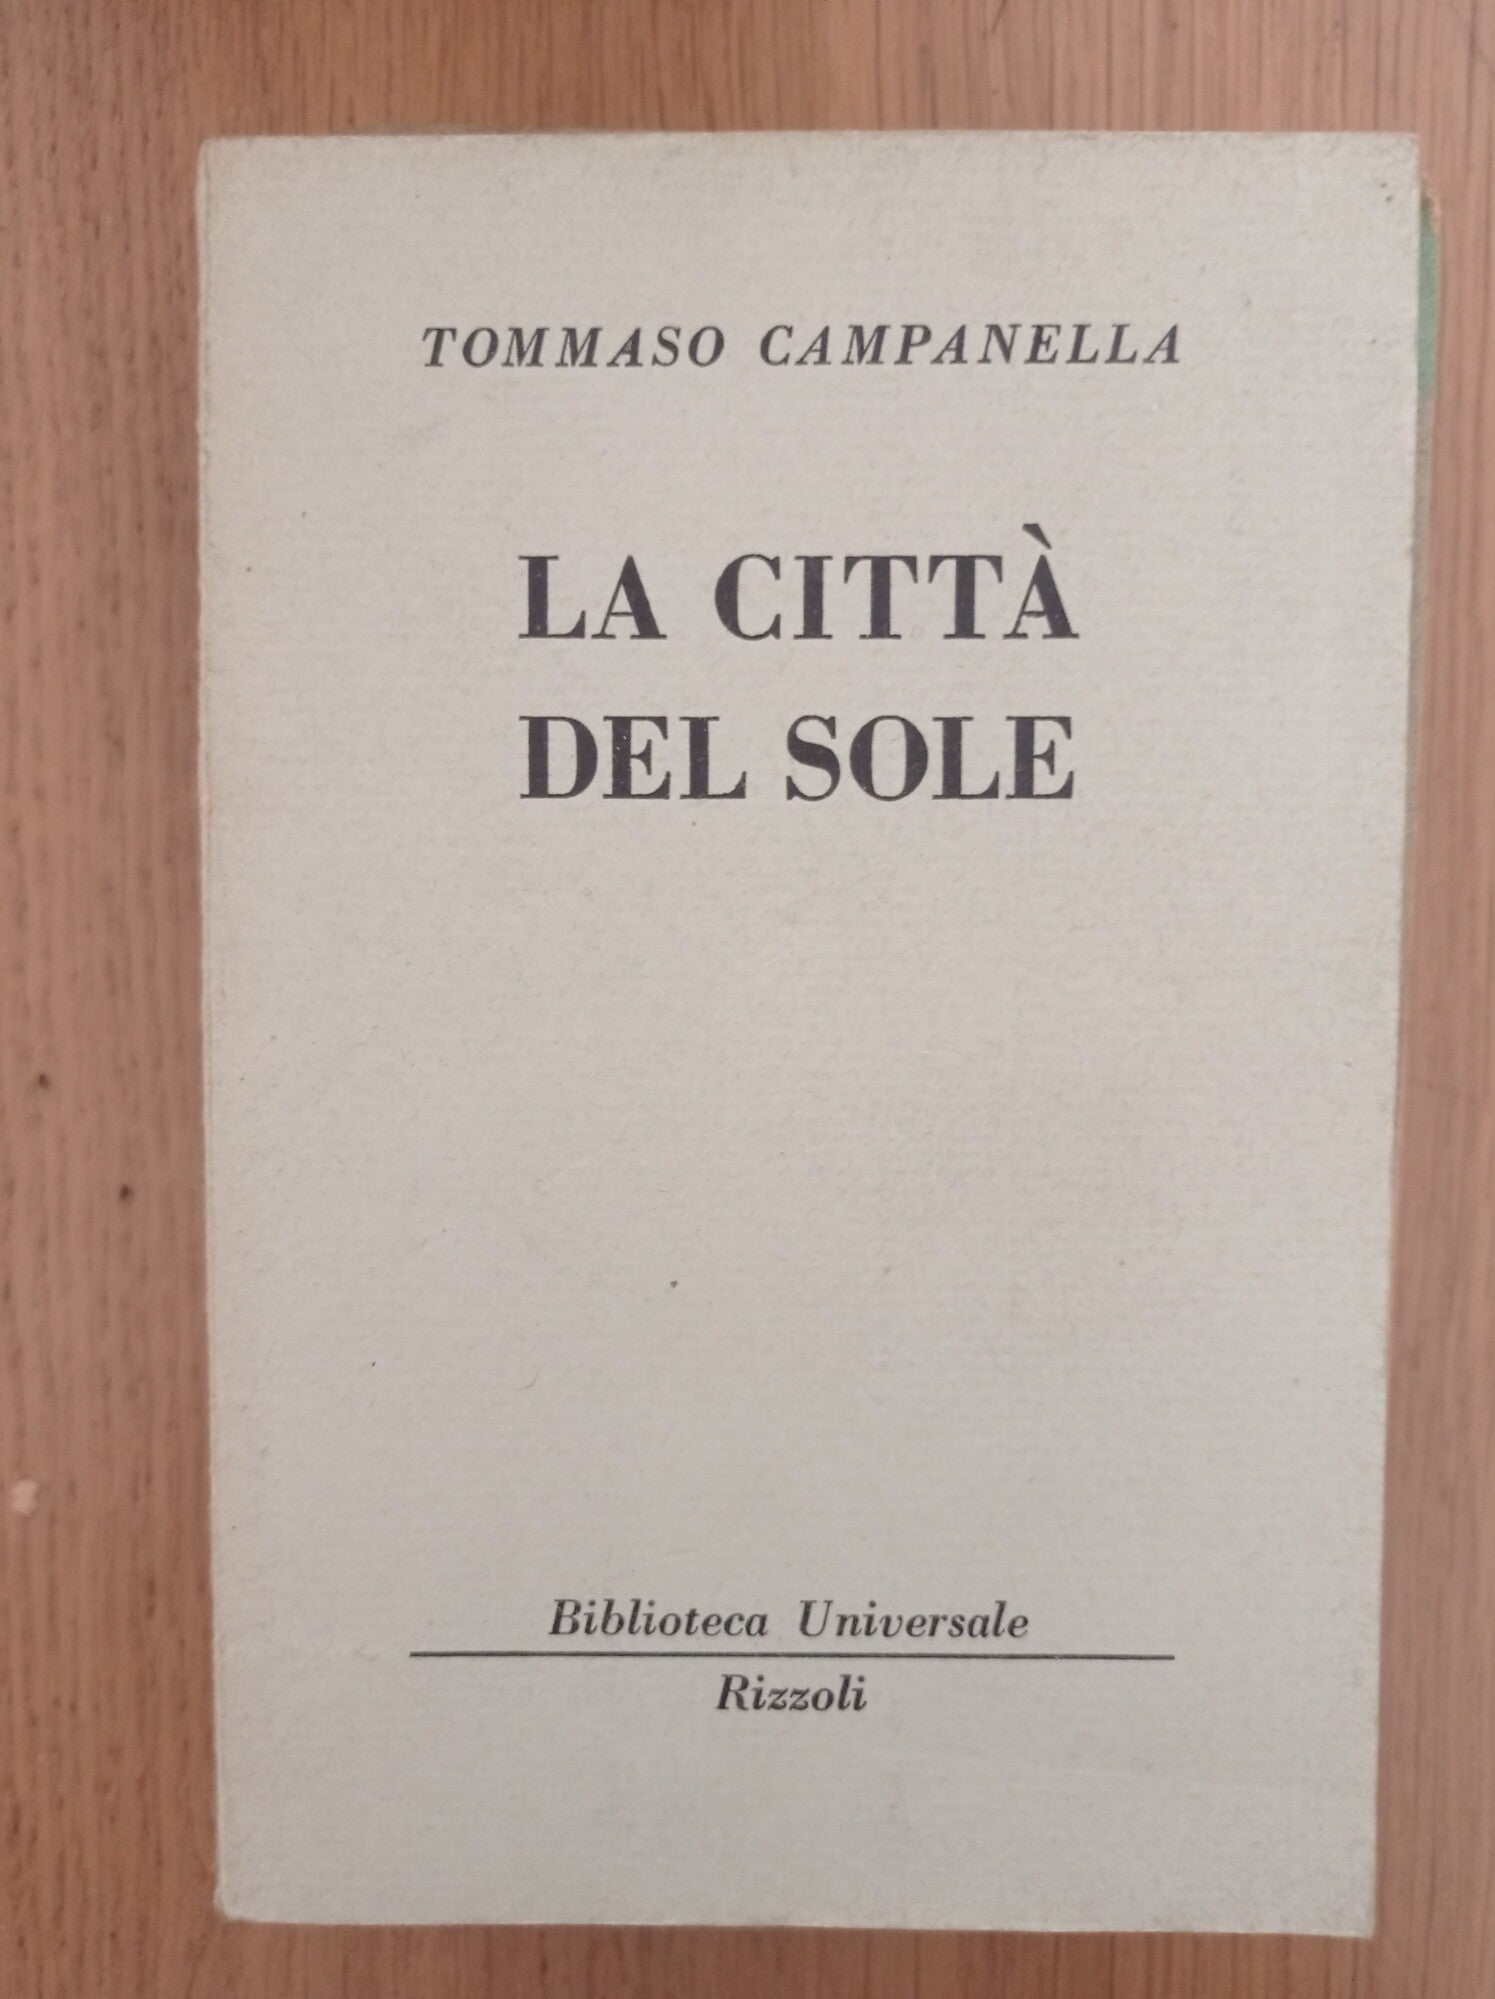 TOMMASO CAMPANELLA
LA CITTÀ
DEL SOLE
Biblioteca Universale
Rizzoli